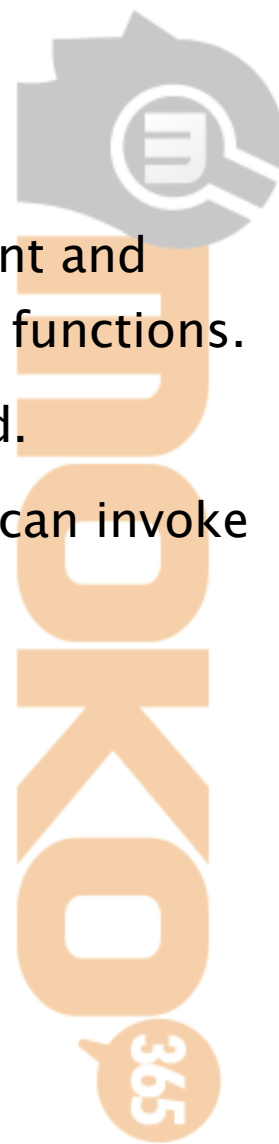 nt and
functions.
d.
can invoke
moko
365